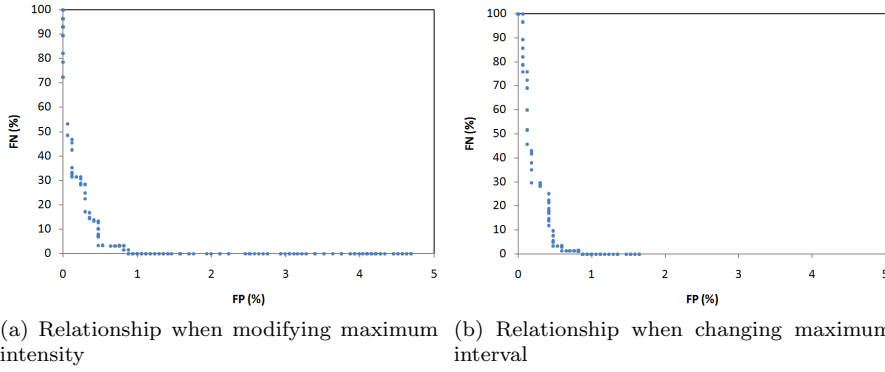 100
90
80
70
60
50
40
30
20
10
0
FN (%)
0 1 2 3 4 5
FP (%)
(a) Relationship when modifying maximum
intensity
100
90
80
70
60
50
40
30
20
10
0
FN (%)
0 1 2 3 4 5
FP (%)
(b) Relationship when changing maximum
interval